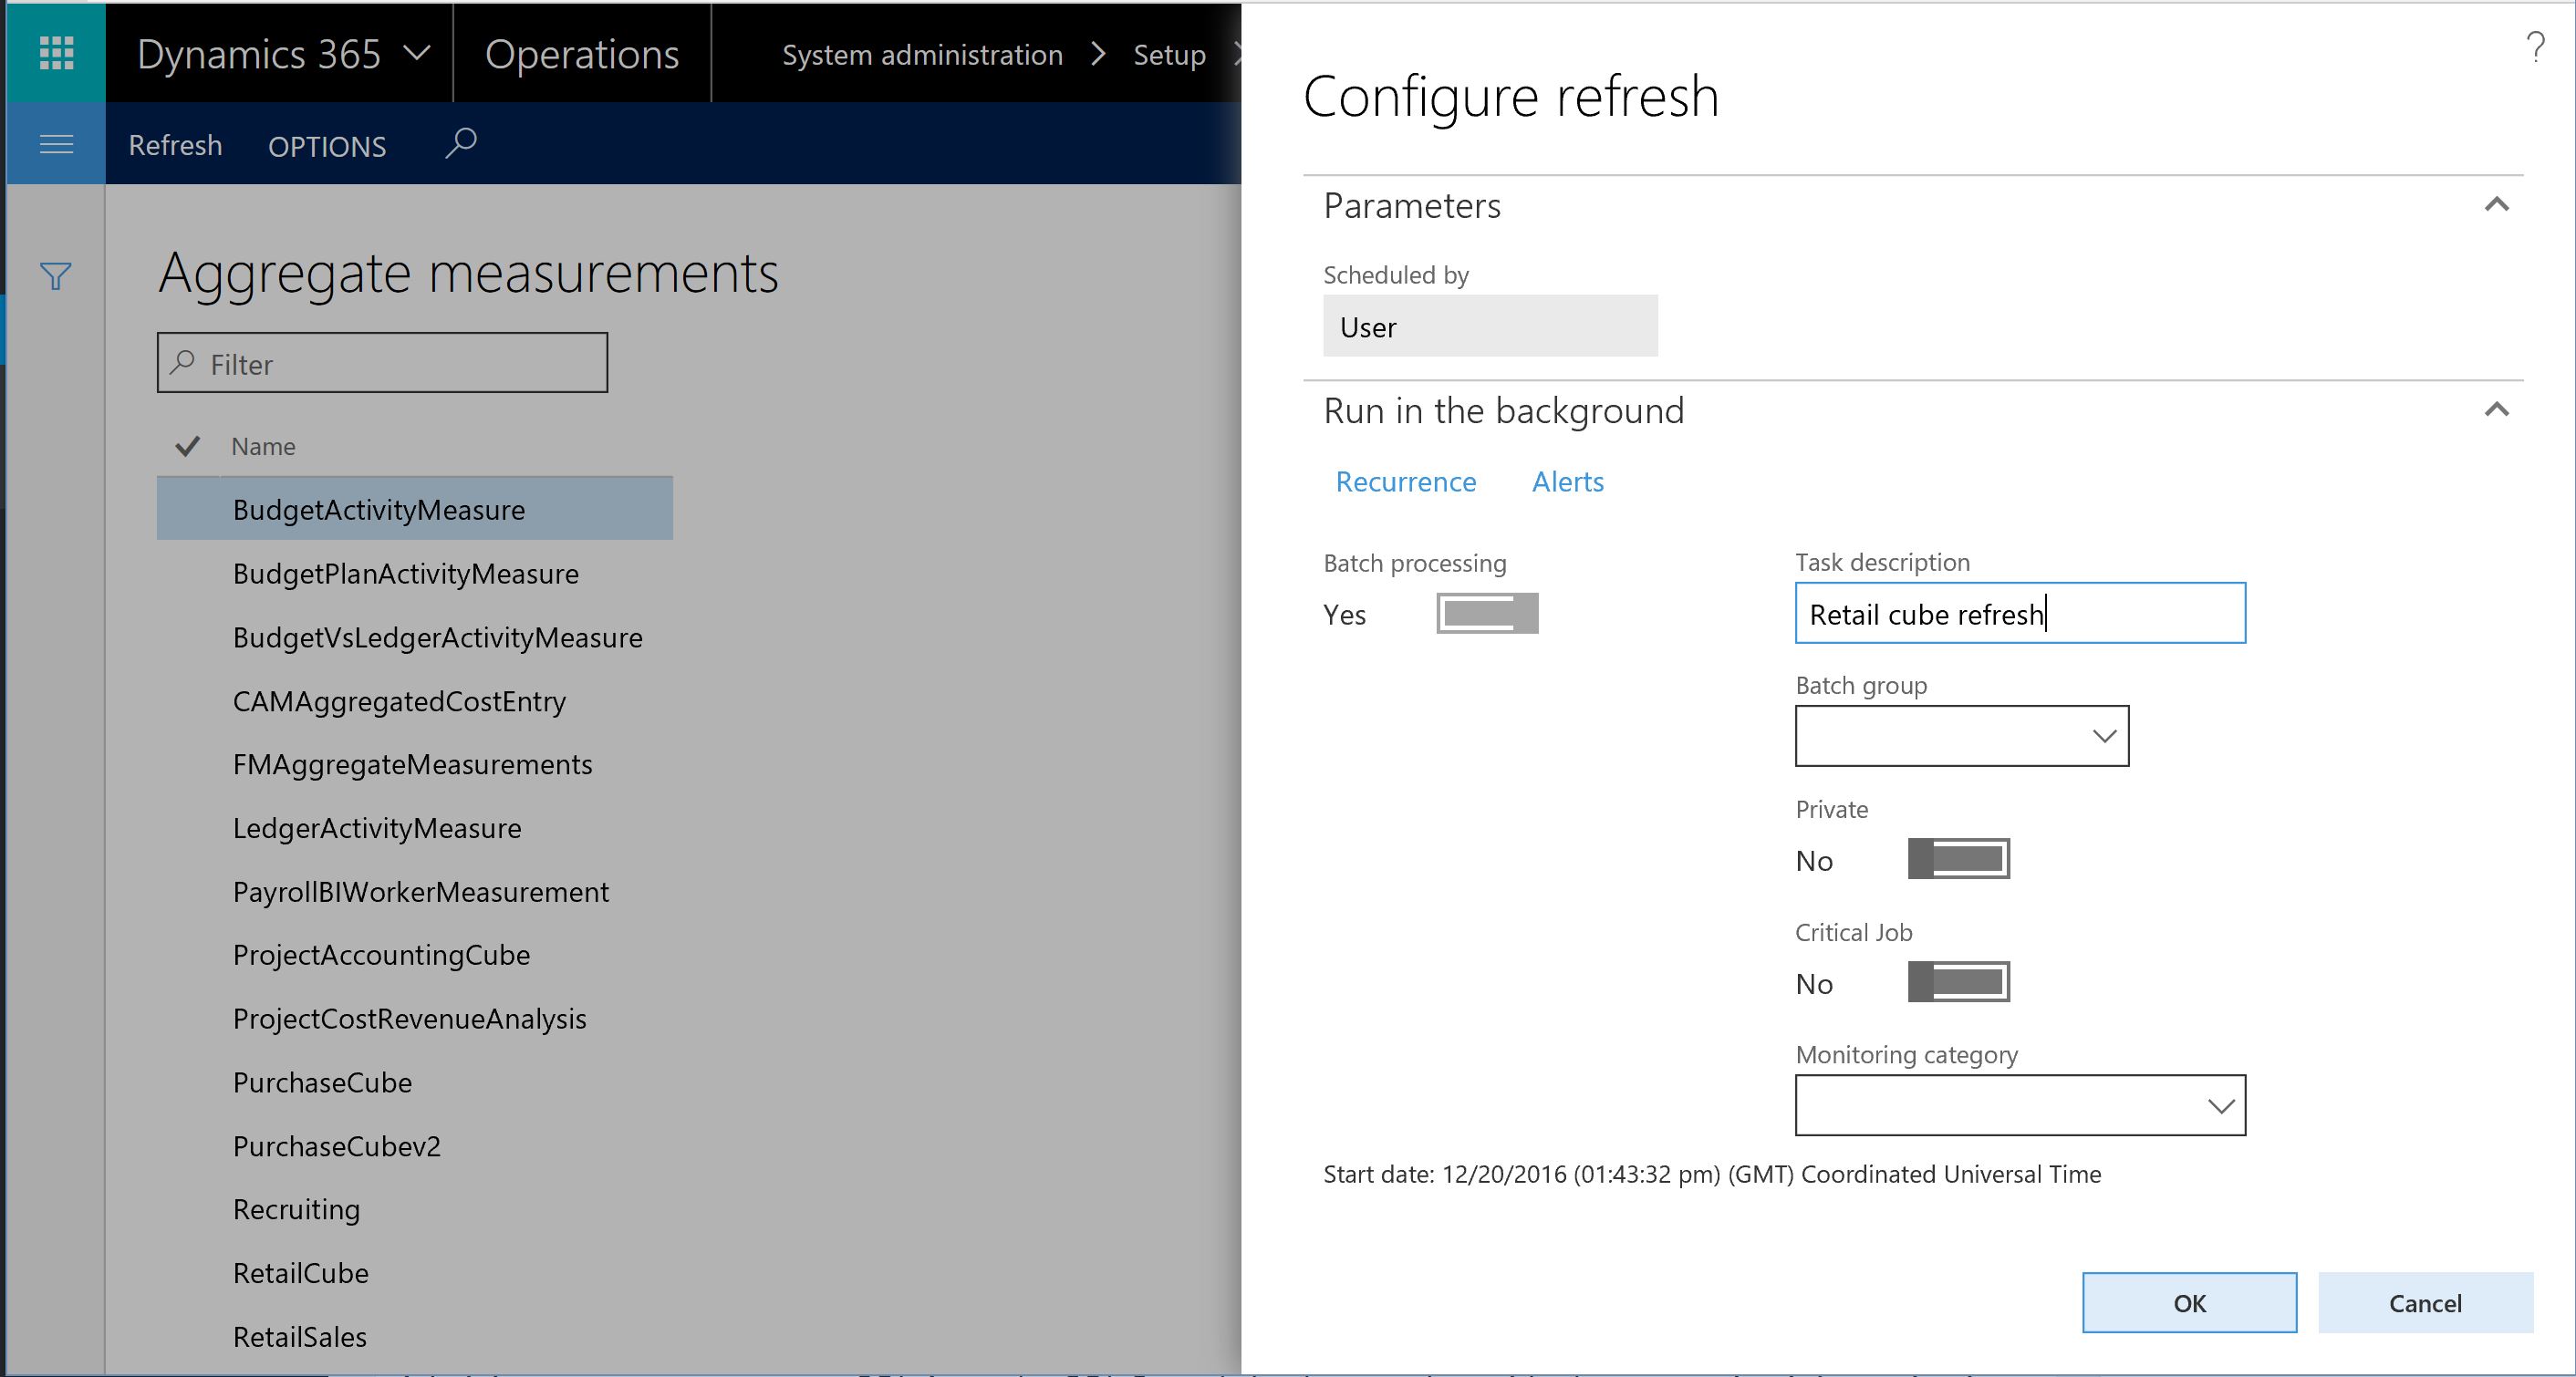 Dynamics 365
Operations
System administration
Setup
Refresh
OPTIONS
Aggregate measurements
Filter
Name
BudgetActivityMeasure
BudgetPlanActivityMeasure
BudgetVsLedgerActivityMeasure
CAMAggregatedCostEntry
FMAggregateMeasurements
LedgerActivityMeasure
PayrollBIWorkerMeasurement
ProjectAccountingCube
ProjectCostRevenueAnalysis
PurchaseCube
PurchaseCubev2
Recruiting
RetailCube
RetailSales
?
Configure refresh
Parameters
Scheduled by
User
Run in the background
Recurrence Alerts
Batch processing
Yes
Task description
Retail cube refresh
Batch group
Private
No
Critical Job
No
Monitoring category
Start date: 12/20/2016 (01:43:32 pm) (GMT) Coordinated Universal Time
OK Cancel